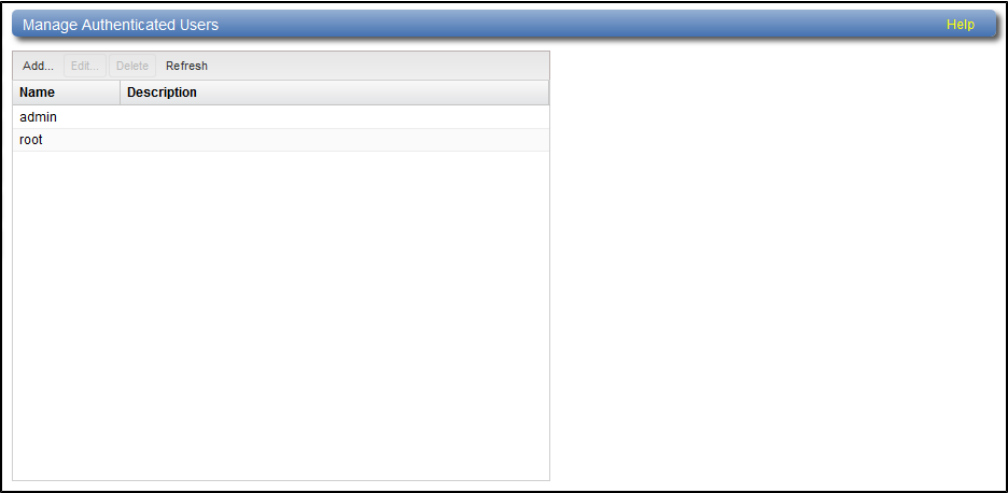 Manage Authenticated Users Help
Add... Edit... Delete Refresh
Name Description
admin
root